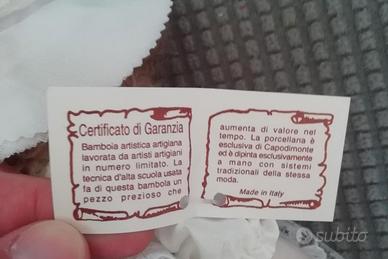 Certificato di Garanzia
Bambola artistica artigiana
lavorata da artisti artigiani
in numero limitato. La
tecnica d'alta scuola usata
fa di questa bambola un
pezzo prezioso che
aumenta di valore nel
tempo. La porcellana è
esclusiva di Capodimonte
ed è dipinta esclusivamente
a mano con sistemi
tradizionali della stessa
moda.
Made in Italy
subito